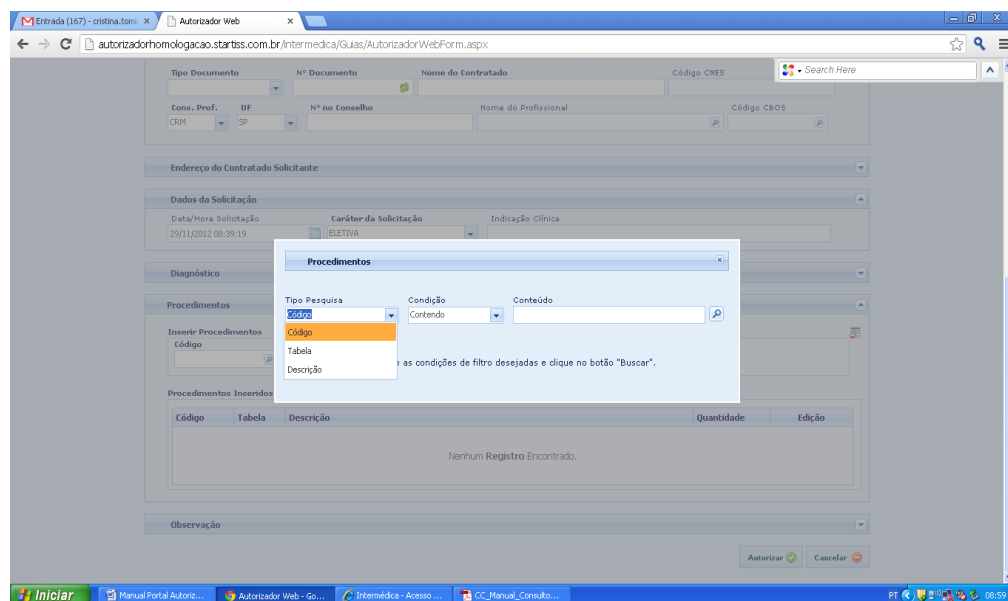 Entrada (167) - cristina.tomi
Autorizador Web
autorizadorhomologacao.startiss.com.br/intermedica/Guias/AutorizadorWebForm.aspx
Search Here
Tipo Documento Nº Documento Nome do Contratado Código CNES
Cons. Prof. UF Nº no Conselho Nome do Profissional Código CBOS
CRM SP
Endereço do Contratado Solicitante
Dados da Solicitação
Data/Hora Solicitação Caráter da Solicitação Indicação Clínica
29/11/2012 08:39:19 ELETIVA
Procedimentos
Diagnóstico
Tipo Pesquisa Condição Conteúdo
Código Contendo
Código
Tabela
Descrição
as condições de filtro desejadas e clique no botão "Buscar".
Procedimentos
Inserir Procedimentos
Código
Procedimentos Inseridos
Código Tabela Descrição Quantidade Edição
Nenhum Registro Encontrado.
Observação
Autorizar Cancelar
Iniciar Manual Portal Autoriz... Autorizador Web - Go... Intermédica - Acesso ... CC_Manual_Consulto... PT 08:59